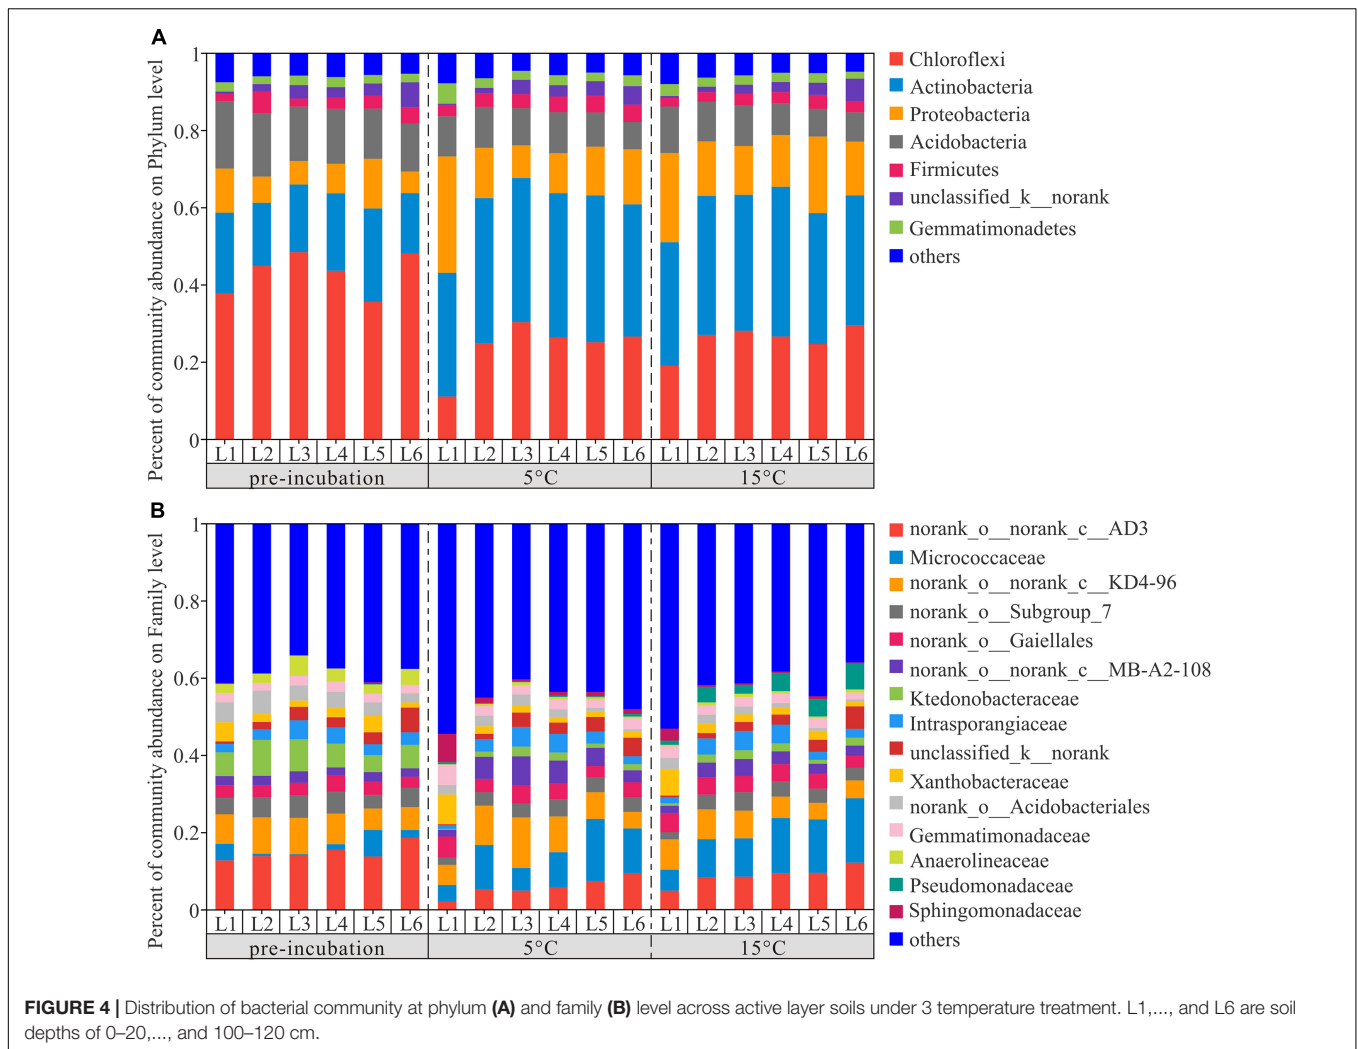 A
Percent of community abundance on Phylum level
1
0.8
0.6
0.4
0.2
0
L1 L2 L3 L4 L5 L6 L1 L2 L3 L4 L5 L6 L1 L2 L3 L4 L5 L6
pre-incubation 5°C 15°C
Chloroflexi
Actinobacteria
Proteobacteria
Acidobacteria
Firmicutes
unclassified_k__norank
Gemmatimonadetes
others
B
Percent of community abundance on Family level
1
0.8
0.6
0.4
0.2
0
L1 L2 L3 L4 L5 L6 L1 L2 L3 L4 L5 L6 L1 L2 L3 L4 L5 L6
pre-incubation 5°C 15°C
norank_o__norank_c__AD3
Micrococcaceae
norank_o__norank_c__KD4-96
norank_o__Subgroup_7
norank_o__Gaiellales
norank_o__norank_c__MB-A2-108
Ktedonobacteraceae
Intrasporangiaceae
unclassified_k__norank
Xanthobacteraceae
norank_o__Acidobacteriales
Gemmatimonadaceae
Anaerolineaceae
Pseudomonadaceae
Sphingomonadaceae
others
FIGURE 4 | Distribution of bacterial community at phylum (A) and family (B) level across active layer soils under 3 temperature treatment. L1,..., and L6 are soil
depths of 0–20,..., and 100–120 cm.